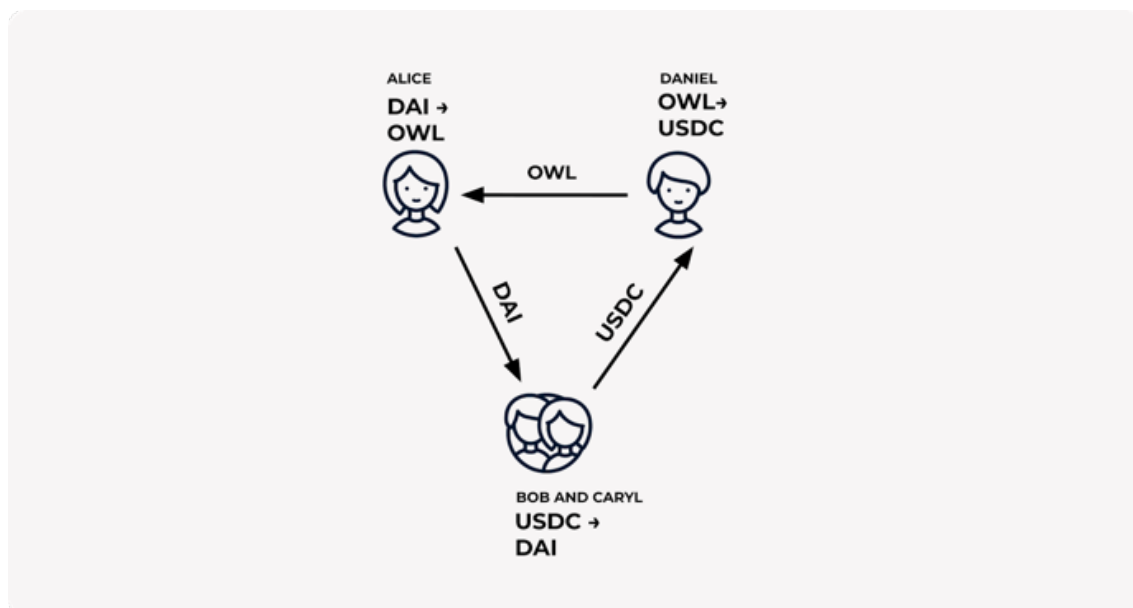 ALICE
DAI →
OWL
DANIEL
OWL→
USDC
OWL
DAI
USDC
BOB AND CARYL
USDC →
DAI